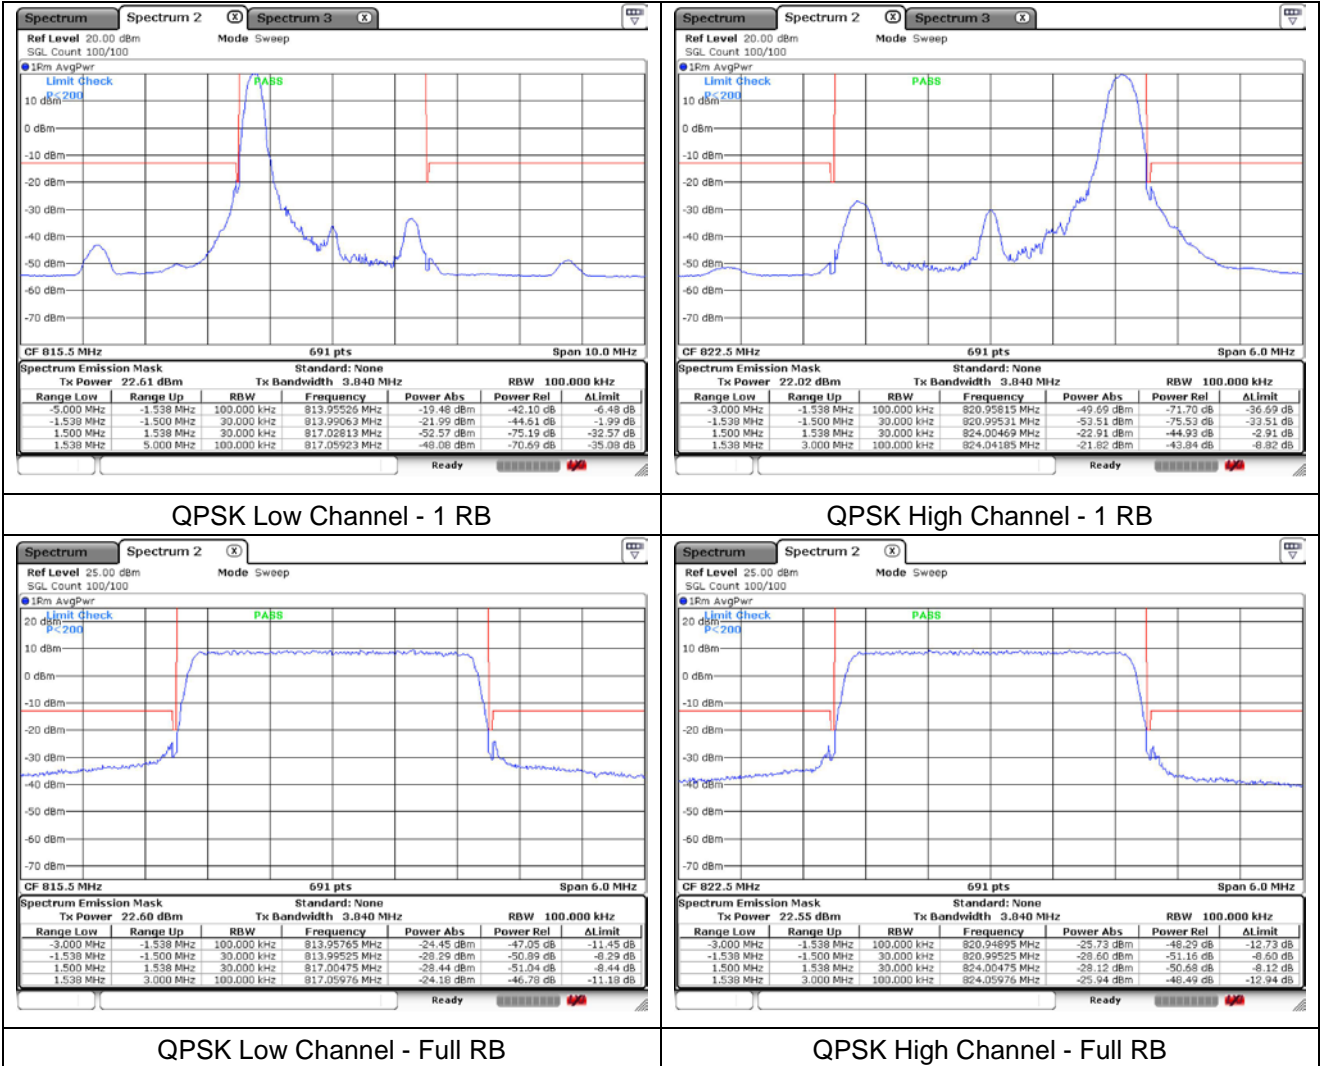 Spectrum Spectrum 2 X Spectrum 3 X
Ref Level 20.00 dBm Mode Sweep
SGL Count 100/100
1Rm AvgPwr
Limit Check PASS
P<200
10 dBm
0 dBm
-10 dBm
-20 dBm
-30 dBm
-40 dBm
-50 dBm
-60 dBm
-70 dBm
CF 815.5 MHz 691 pts Span 10.0 MHz
Spectrum Emission Mask Standard: None
Tx Power 22.61 dBm Tx Bandwidth 3.840 MHz RBW 100.000 kHz
Range Low Range Up RBW Frequency Power Abs Power Rel ΔLimit
-5.000 MHz -1.538 MHz 100.000 kHz 813.95526 MHz -19.48 dBm -42.10 dB -6.48 dB
-1.538 MHz -1.500 MHz 30.000 kHz 813.99063 MHz -21.99 dBm -44.61 dB -1.99 dB
1.500 MHz 1.538 MHz 30.000 kHz 817.02813 MHz -52.57 dBm -75.19 dB -32.57 dB
1.538 MHz 5.000 MHz 100.000 kHz 817.05923 MHz -48.08 dBm -70.69 dB -35.08 dB
Ready
QPSK Low Channel - 1 RB
Spectrum Spectrum 2 X Spectrum 3 X
Ref Level 20.00 dBm Mode Sweep
SGL Count 100/100
1Rm AvgPwr
Limit Check PASS
P<200
10 dBm
0 dBm
-10 dBm
-20 dBm
-30 dBm
-40 dBm
-50 dBm
-60 dBm
-70 dBm
CF 822.5 MHz 691 pts Span 6.0 MHz
Spectrum Emission Mask Standard: None
Tx Power 22.02 dBm Tx Bandwidth 3.840 MHz RBW 100.000 kHz
Range Low Range Up RBW Frequency Power Abs Power Rel ΔLimit
-3.000 MHz -1.538 MHz 100.000 kHz 820.95815 MHz -49.69 dBm -71.70 dB -36.69 dB
-1.538 MHz -1.500 MHz 30.000 kHz 820.99531 MHz -53.51 dBm -75.53 dB -33.51 dB
1.500 MHz 1.538 MHz 30.000 kHz 824.00469 MHz -22.91 dBm -44.93 dB -2.91 dB
1.538 MHz 3.000 MHz 100.000 kHz 824.04185 MHz -21.82 dBm -43.84 dB -8.82 dB
Ready
QPSK High Channel - 1 RB
Spectrum Spectrum 2 X
Ref Level 25.00 dBm Mode Sweep
SGL Count 100/100
1Rm AvgPwr
Limit Check PASS
20 dBm
P<200
10 dBm
0 dBm
-10 dBm
-20 dBm
-30 dBm
-40 dBm
-50 dBm
-60 dBm
-70 dBm
CF 815.5 MHz 691 pts Span 6.0 MHz
Spectrum Emission Mask Standard: None
Tx Power 22.60 dBm Tx Bandwidth 3.840 MHz RBW 100.000 kHz
Range Low Range Up RBW Frequency Power Abs Power Rel ΔLimit
-3.000 MHz -1.538 MHz 100.000 kHz 813.95765 MHz -24.45 dBm -47.05 dB -11.45 dB
-1.538 MHz -1.500 MHz 30.000 kHz 813.99525 MHz -28.29 dBm -50.89 dB -8.29 dB
1.500 MHz 1.538 MHz 30.000 kHz 817.00475 MHz -28.44 dBm -51.04 dB -8.44 dB
1.538 MHz 3.000 MHz 100.000 kHz 817.05976 MHz -24.18 dBm -46.78 dB -11.18 dB
Ready
QPSK Low Channel - Full RB
Spectrum Spectrum 2 X
Ref Level 25.00 dBm Mode Sweep
SGL Count 100/100
1Rm AvgPwr
Limit Check PASS
20 dBm
P<200
10 dBm
0 dBm
-10 dBm
-20 dBm
-30 dBm
-40 dBm
-50 dBm
-60 dBm
-70 dBm
CF 822.5 MHz 691 pts Span 6.0 MHz
Spectrum Emission Mask Standard: None
Tx Power 22.55 dBm Tx Bandwidth 3.840 MHz RBW 100.000 kHz
Range Low Range Up RBW Frequency Power Abs Power Rel ΔLimit
-3.000 MHz -1.538 MHz 100.000 kHz 820.94895 MHz -25.73 dBm -48.29 dB -12.73 dB
-1.538 MHz -1.500 MHz 30.000 kHz 820.99525 MHz -28.60 dBm -51.16 dB -8.60 dB
1.500 MHz 1.538 MHz 30.000 kHz 824.00475 MHz -28.12 dBm -50.68 dB -8.12 dB
1.538 MHz 3.000 MHz 100.000 kHz 824.05976 MHz -25.94 dBm -48.49 dB -12.94 dB
Ready
QPSK High Channel - Full RB